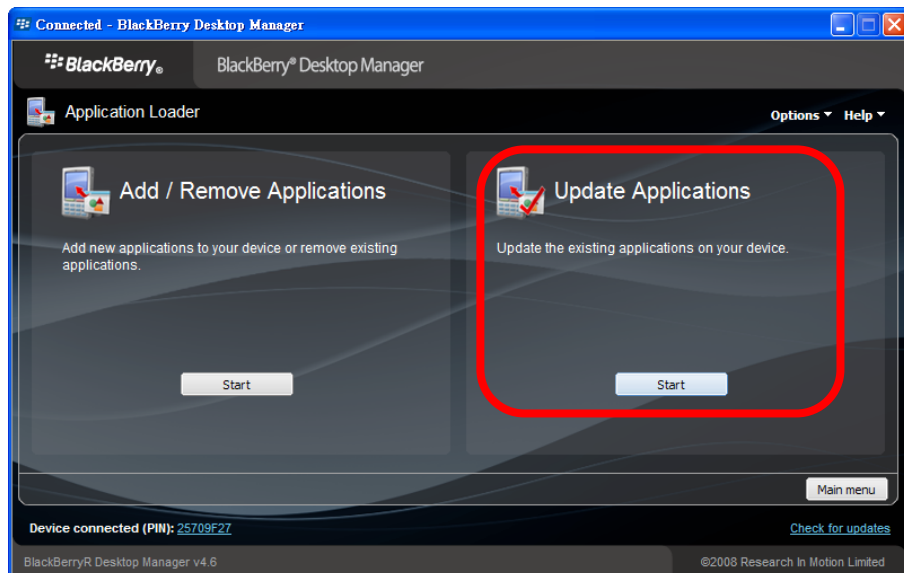 Connected - BlackBerry Desktop Manager
BlackBerry®
BlackBerry® Desktop Manager
Application Loader
Options
Help
Add / Remove Applications
Add new applications to your device or remove existing
applications.
Start
Update Applications
Update the existing applications on your device.
Start
Main menu
Device connected (PIN): 25709F27
Check for updates
BlackBerryR Desktop Manager v4.6
©2008 Research In Motion Limited